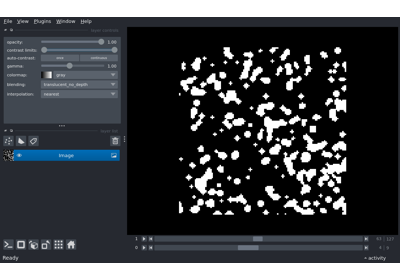 File View Plugins Window Help
opacity: 1.00
contrast limits:
auto-contrast: once continuous
gamma: 1.00
colormap: gray
blending: translucent_no_depth
interpolation: nearest
image
1
0
Ready
activity